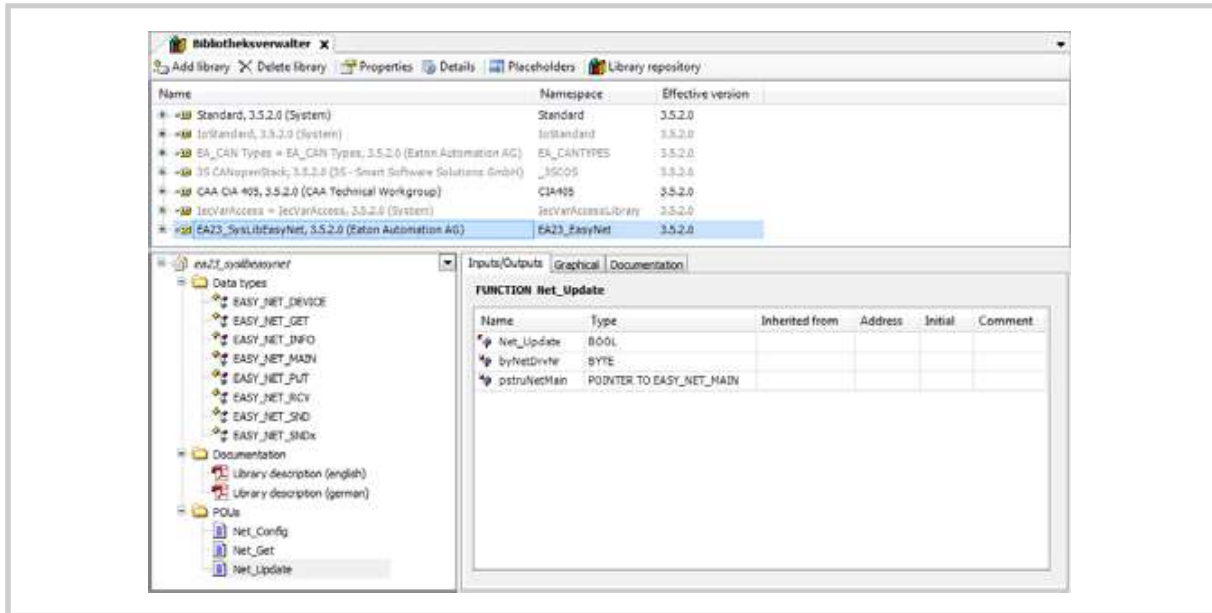 Bibliotheksverwalter x
Add library Delete library Properties Details Placeholders Library repository
Name Namespace Effective version
Standard, 3.5.2.0 (System) Standard 3.5.2.0
IoStandard, 3.5.2.0 (System) IoStandard 3.5.2.0
EA_CAN Types = EA_CAN Types, 3.5.2.0 (Eaton Automation AG) EA_CANTYPES 3.5.2.0
3S CANopenStack, 3.5.2.0 (3S - Smart Software Solutions GmbH) _3SCOS 3.5.2.0
CAA CiA 405, 3.5.2.0 (CAA Technical Workgroup) CIA405 3.5.2.0
IecVarAccess = IecVarAccess, 3.5.2.0 (System) IecVarAccessLibrary 3.5.2.0
EA23_SysLibEasyNet, 3.5.2.0 (Eaton Automation AG) EA23_EasyNet 3.5.2.0
ea23_syslibeasynet
Data types
EASY_NET_DEVICE
EASY_NET_GET
EASY_NET_INFO
EASY_NET_MAIN
EASY_NET_PUT
EASY_NET_RCV
EASY_NET_SND
EASY_NET_SNDx
Documentation
Library description (english)
Library description (german)
POUs
Net_Config
Net_Get
Net_Update
Inputs/Outputs Graphical Documentation
FUNCTION Net_Update
Name Type Inherited from Address Initial Comment
Net_Update BOOL
byNetDrvNr BYTE
pstruNetMain POINTER TO EASY_NET_MAIN